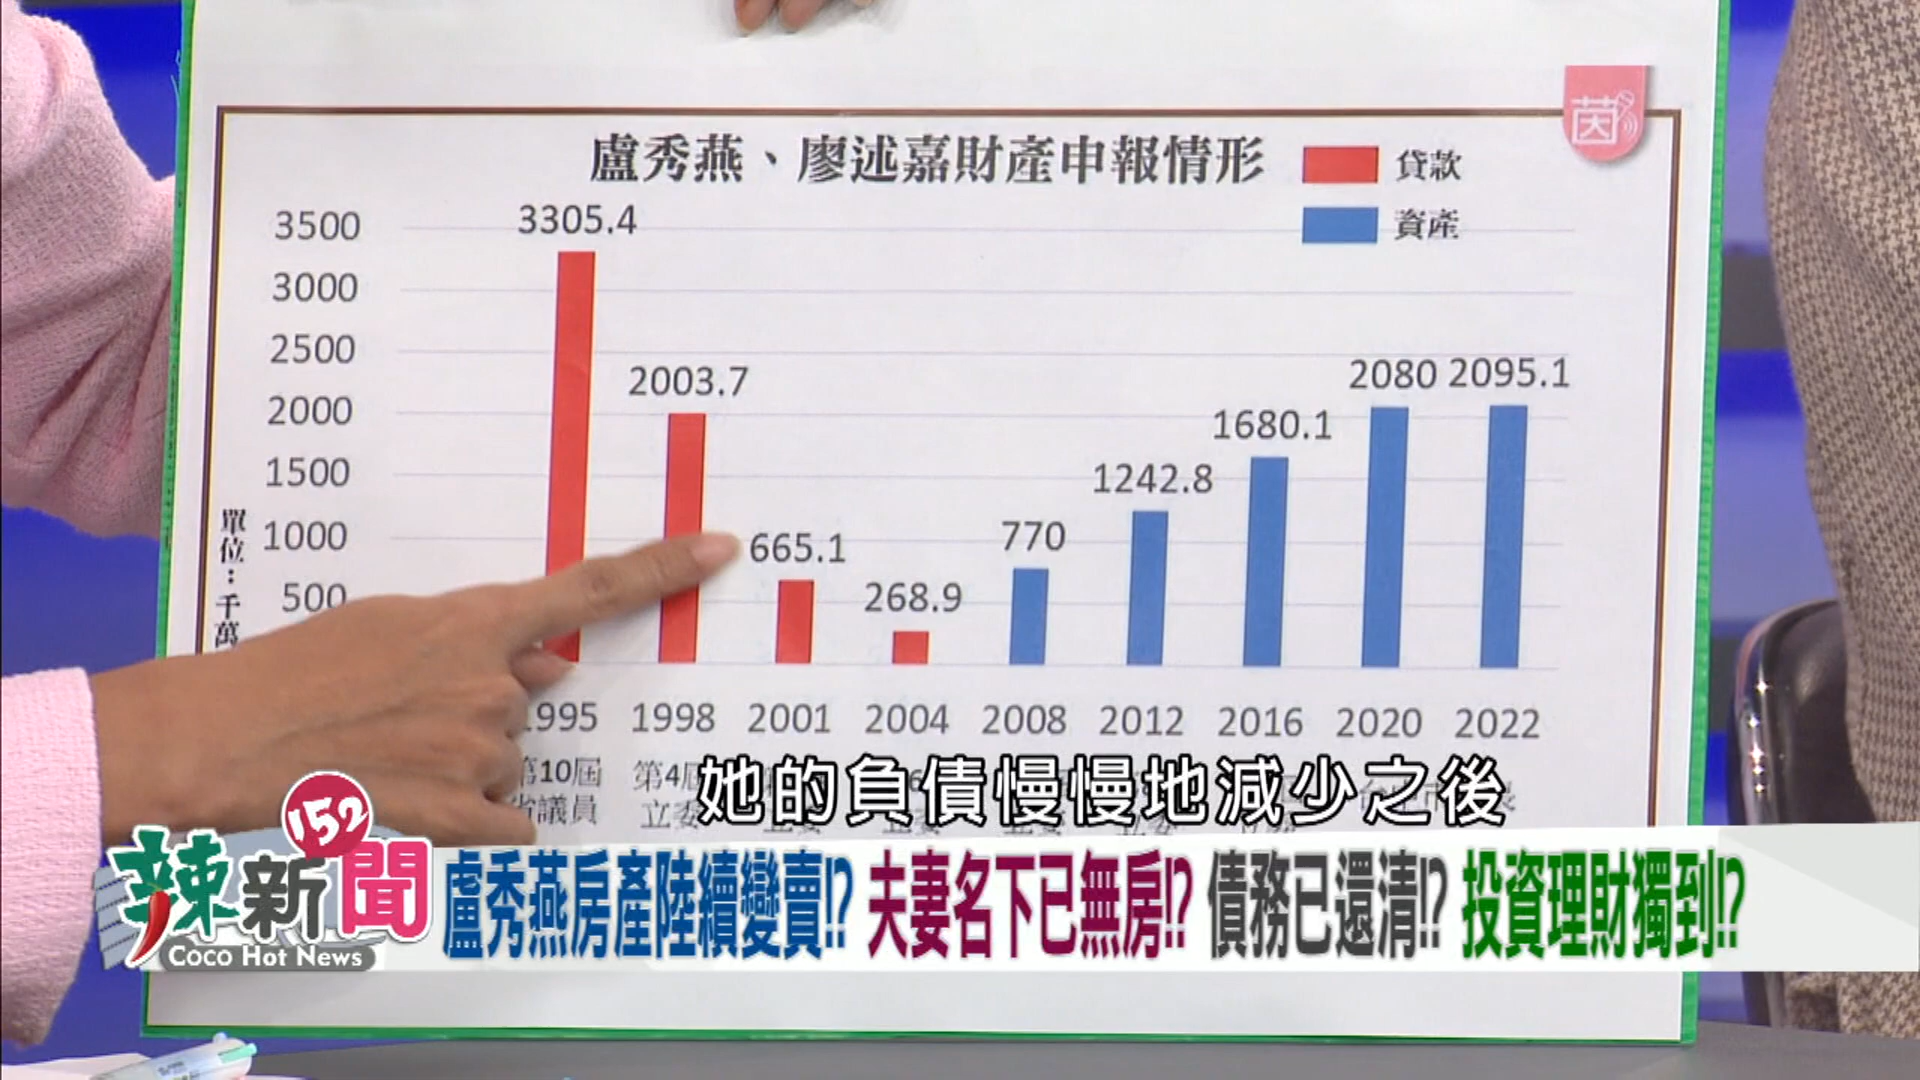 茵
盧秀燕、廖述嘉財產申報情形
貸款
資產
3500
3000
2500
2000
1500
1000
500
單位：千萬
3305.4
2003.7
665.1
268.9
770
1242.8
1680.1
2080
2095.1
995 1998 2001 2004 2008 2012 2016 2020 2022
第10屆
省議員
第4屆
立委
她的負債慢慢地減少之後
152
辣新聞
Coco Hot News
盧秀燕房產陸續變賣!? 夫妻名下已無房!? 債務已還清!? 投資理財獨到!?